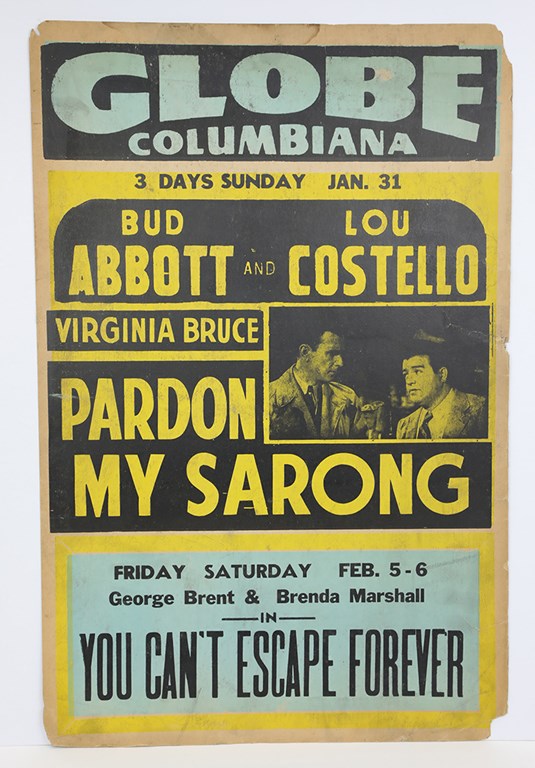 GLOBE
COLUMBIANA
3 DAYS SUNDAY JAN. 31
BUD ABBOTT AND LOU COSTELLO
VIRGINIA BRUCE
PARDON
MY SARONG
FRIDAY SATURDAY FEB. 5-6
George Brent & Brenda Marshall
—IN—
YOU CAN'T ESCAPE FOREVER